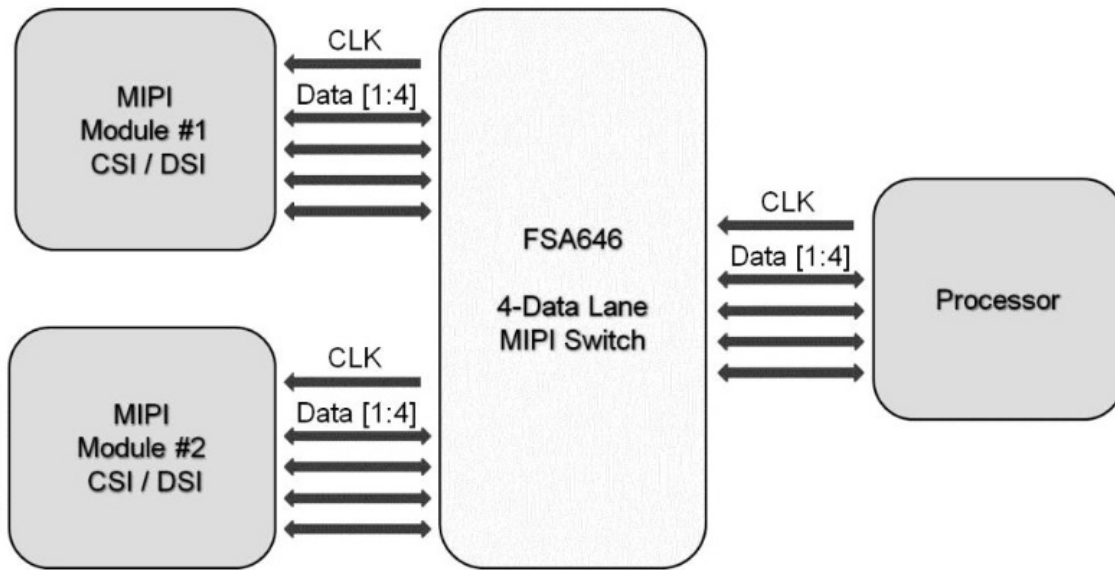 MIPI
Module #1
CSI / DSI
CLK
Data [1:4]
MIPI
Module #2
CSI / DSI
CLK
Data [1:4]
FSA646
4-Data Lane
MIPI Switch
CLK
Data [1:4]
Processor